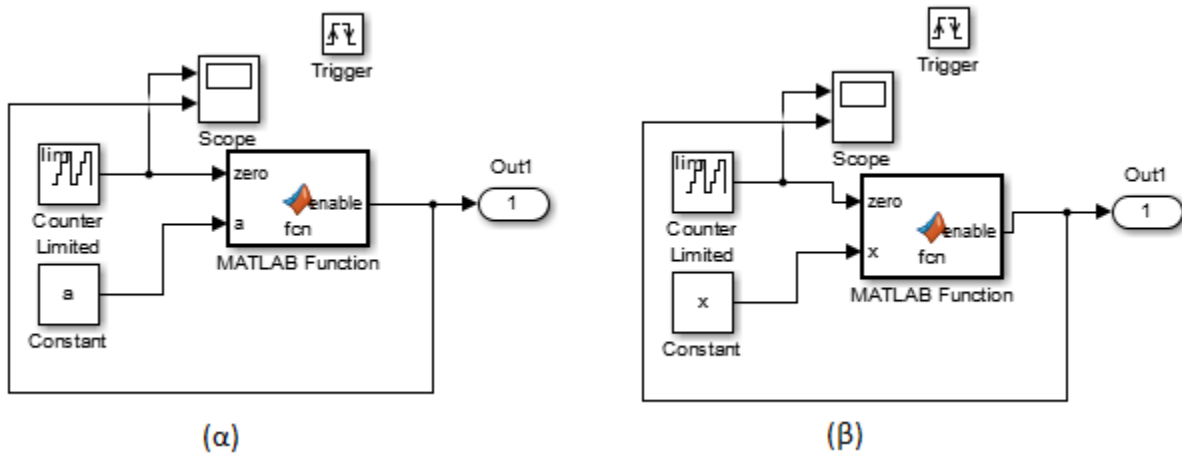 Trigger
Scope
lim
Counter
Limited
zero
a
enable
fcn
MATLAB Function
a
Constant
Out1
1
(α)
Trigger
Scope
lim
Counter
Limited
zero
x
enable
fcn
MATLAB Function
x
Constant
Out1
1
(β)